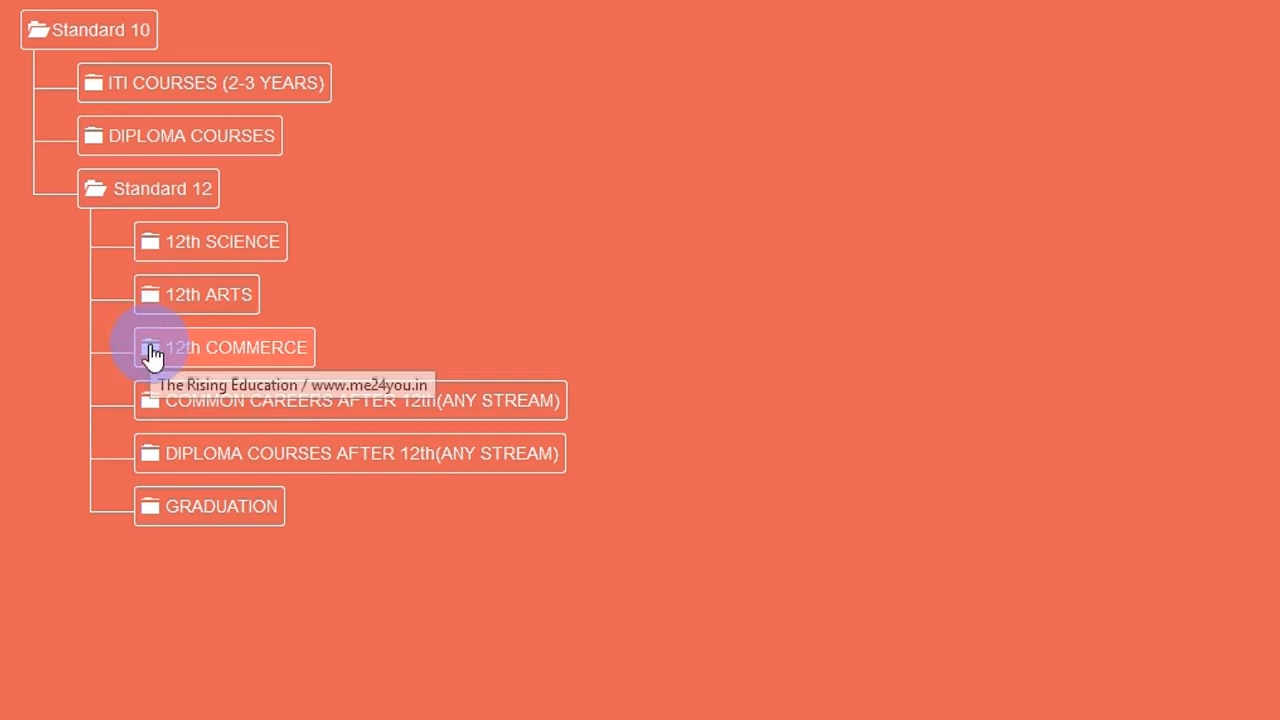 Standard 10
ITI COURSES (2-3 YEARS)
DIPLOMA COURSES
Standard 12
12th SCIENCE
12th ARTS
12th COMMERCE
The Rising Education / www.me24you.in
COMMON CAREERS AFTER 12th(ANY STREAM)
DIPLOMA COURSES AFTER 12th(ANY STREAM)
GRADUATION